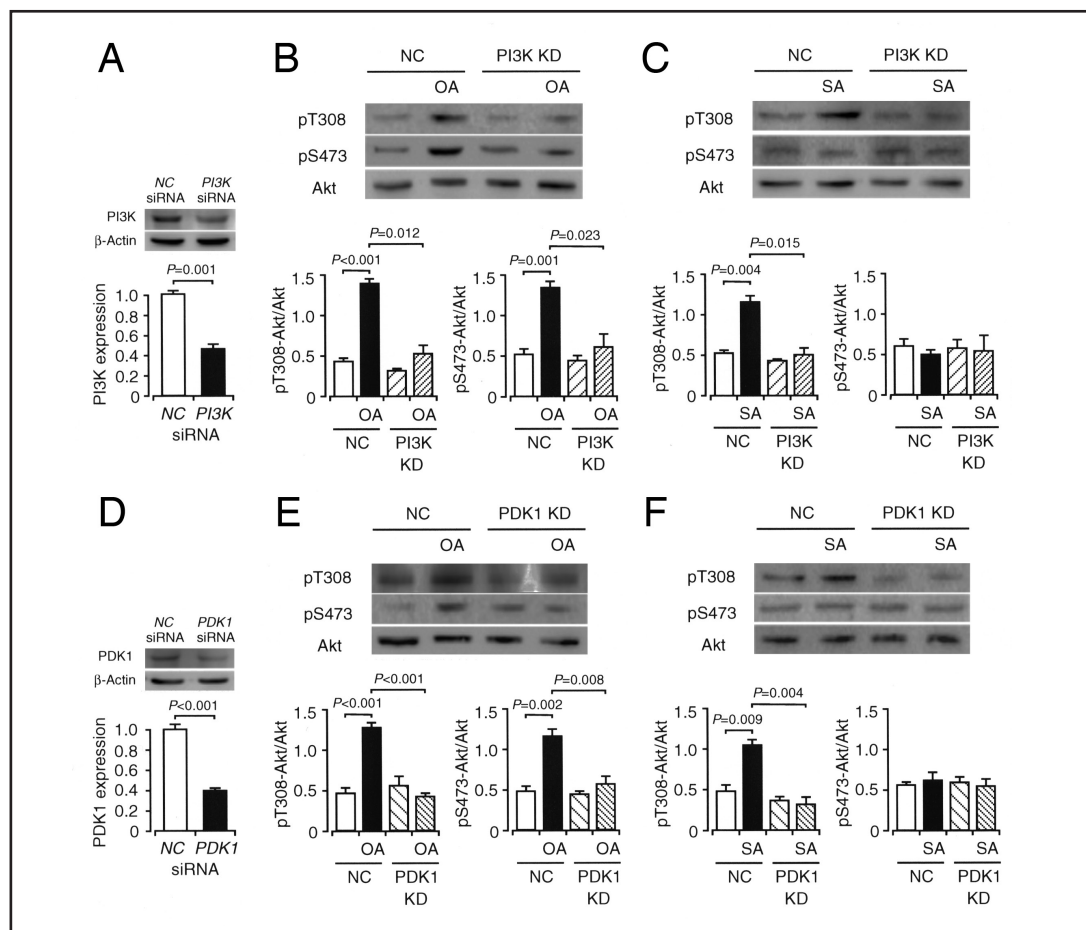 A
NC siRNA PI3K siRNA
PI3K
β-Actin
P=0.001
PI3K expression
1.0
0.8
0.6
0.4
0.2
0
NC PI3K
siRNA
B
NC PI3K KD
OA OA
pT308
pS473
Akt
P=0.012
P<0.001
pT308-Akt/Akt
1.5
1.0
0.5
0
OA OA
NC PI3K
KD
P=0.023
P=0.001
pS473-Akt/Akt
1.5
1.0
0.5
0
OA OA
NC PI3K
KD
C
NC PI3K KD
SA SA
pT308
pS473
Akt
P=0.015
P=0.004
pT308-Akt/Akt
1.5
1.0
0.5
0
SA SA
NC PI3K
KD
pS473-Akt/Akt
1.5
1.0
0.5
0
SA SA
NC PI3K
KD
D
NC siRNA PDK1 siRNA
PDK1
β-Actin
P<0.001
PDK1 expression
1.0
0.8
0.6
0.4
0.2
0
NC PDK1
siRNA
E
NC PDK1 KD
OA OA
pT308
pS473
Akt
P<0.001
P<0.001
pT308-Akt/Akt
1.5
1.0
0.5
0
OA OA
NC PDK1
KD
P=0.008
P=0.002
pS473-Akt/Akt
1.5
1.0
0.5
0
OA OA
NC PDK1
KD
F
NC PDK1 KD
SA SA
pT308
pS473
Akt
P=0.004
P=0.009
pT308-Akt/Akt
1.5
1.0
0.5
0
SA SA
NC PDK1
KD
pS473-Akt/Akt
1.5
1.0
0.5
0
SA SA
NC PDK1
KD